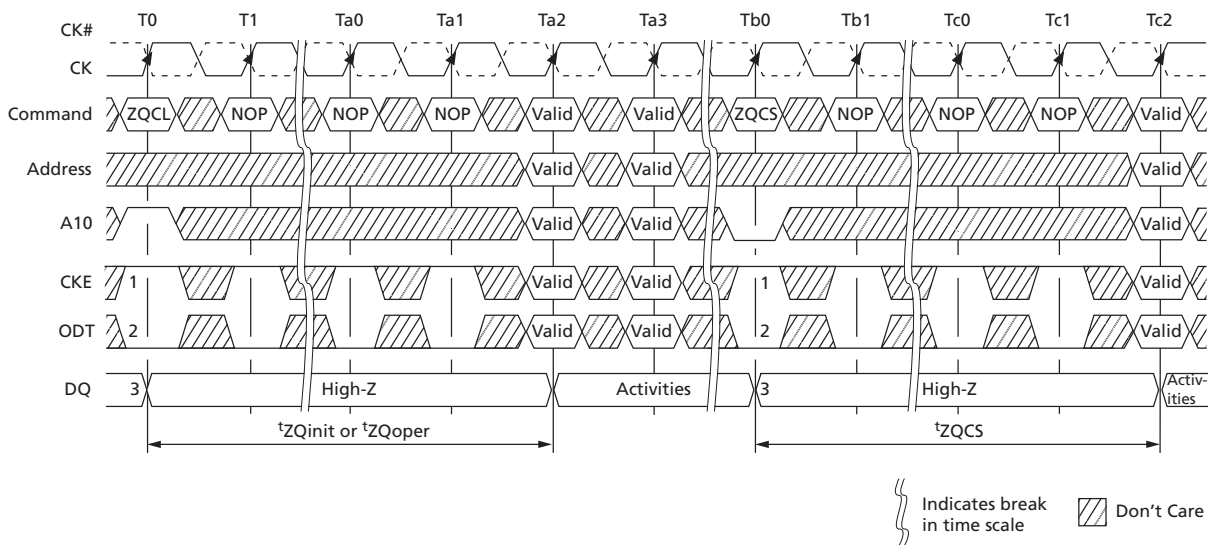 T0 T1 Ta0 Ta1 Ta2 Ta3 Tb0 Tb1 Tc0 Tc1 Tc2
CK#
CK
Command ZQCL NOP NOP NOP Valid Valid ZQCS NOP NOP NOP Valid
Address Valid Valid Valid
A10 Valid Valid Valid
CKE 1 Valid Valid 1 Valid
ODT 2 Valid Valid 2 Valid
DQ 3 High-Z Activities 3 High-Z Activ-
ities
tZQinit or tZQoper tZQCS
Indicates break
in time scale
Don't Care